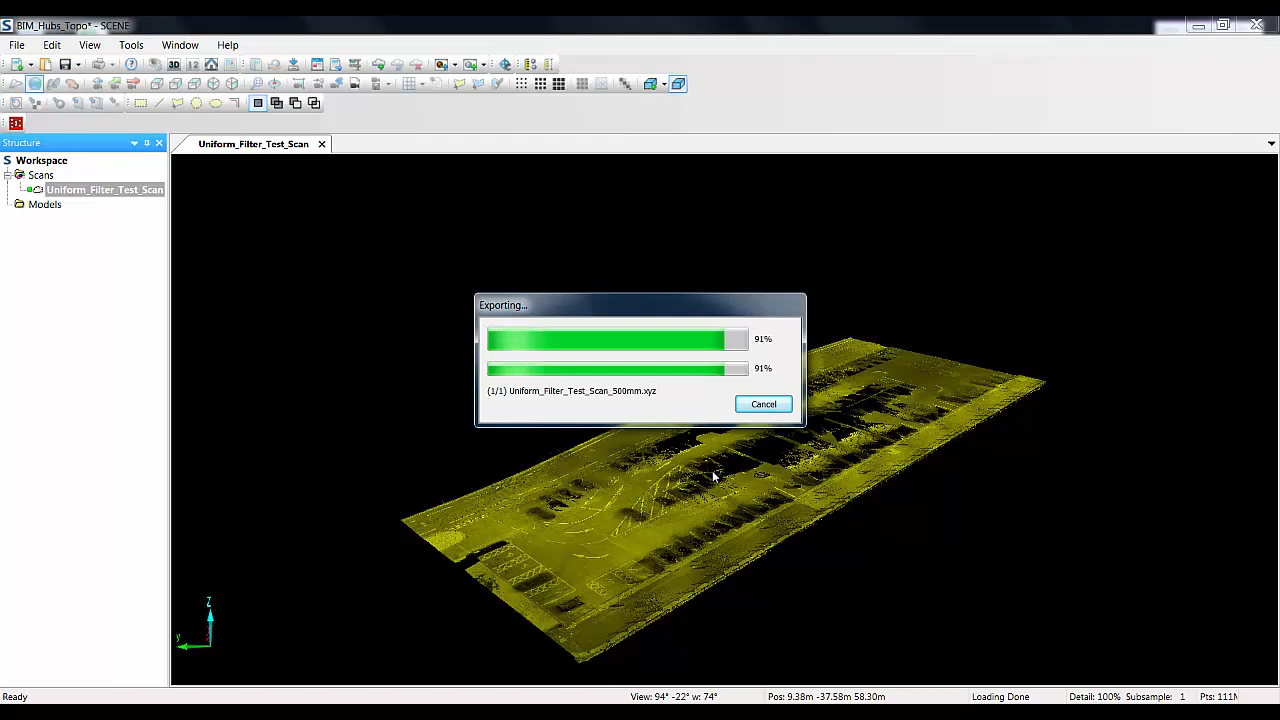 BIM_Hubs_Topo* - SCENE
File Edit View Tools Window Help
3D
Structure
Uniform_Filter_Test_Scan
Workspace
Scans
Uniform_Filter_Test_Scan
Models
Exporting...
91%
91%
(1/1) Uniform_Filter_Test_Scan_500mm.xyz
Cancel
Z
y
Ready
View: 94° -22° w: 74°
Pos: 9.38m -37.58m 58.30m
Loading Done
Detail: 100% Subsample: 1
Pts: 111